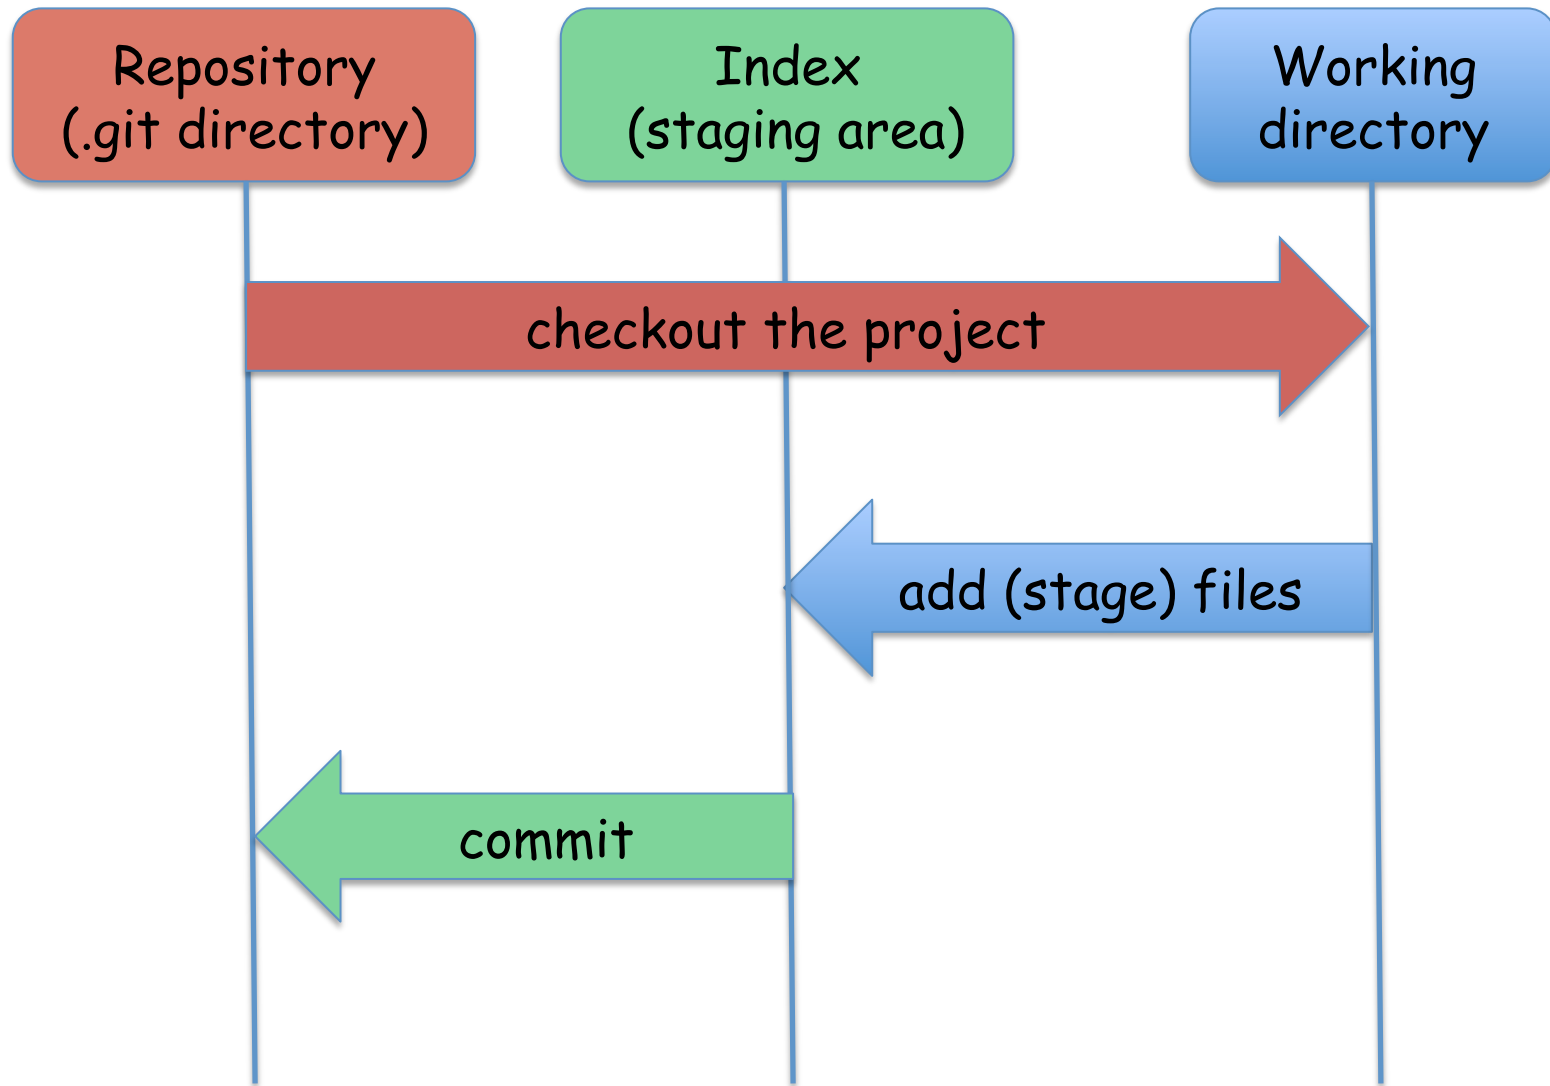 Repository
(.git directory)
Index
(staging area)
Working
directory
checkout the project
add (stage) files
commit